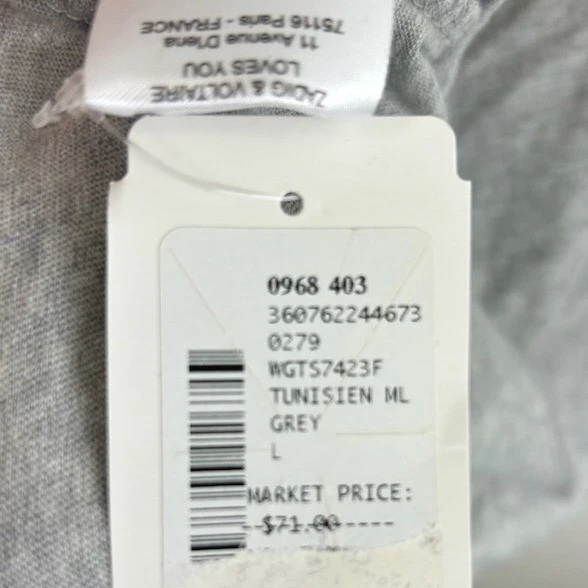 ZADIG & VOLTAIRE
LOVES YOU
11 Avenue D'Iena
75116 Paris - FRANCE
0968 403
360762244673
0279
WGTS7423F
TUNISIEN ML
GREY
L
MARKET PRICE:
$71.00